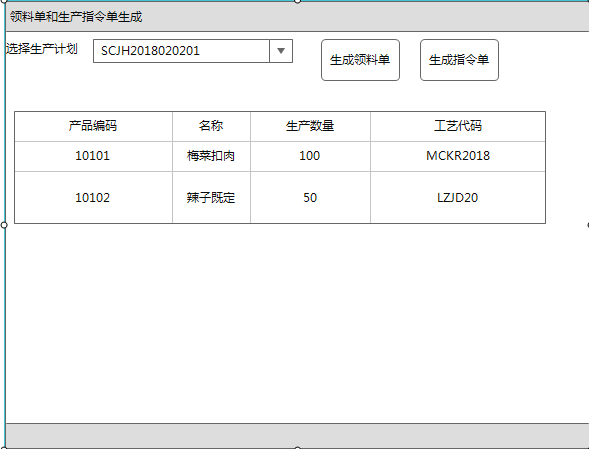 领料单和生产指令单生成
选择生产计划 SCJH2018020201 生成领料单 生成指令单
产品编码 名称 生产数量 工艺代码
10101 梅菜扣肉 100 MCKR2018
10102 辣子既定 50 LZJD20